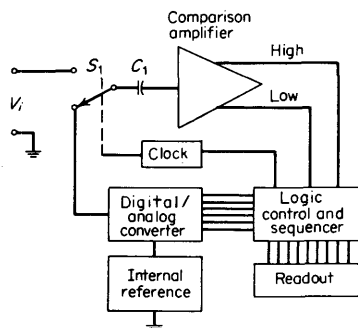 Comparison
amplifier
S1
C1
High
Low
Vi
Clock
Digital/
analog
converter
Logic
control and
sequencer
Internal
reference
Readout